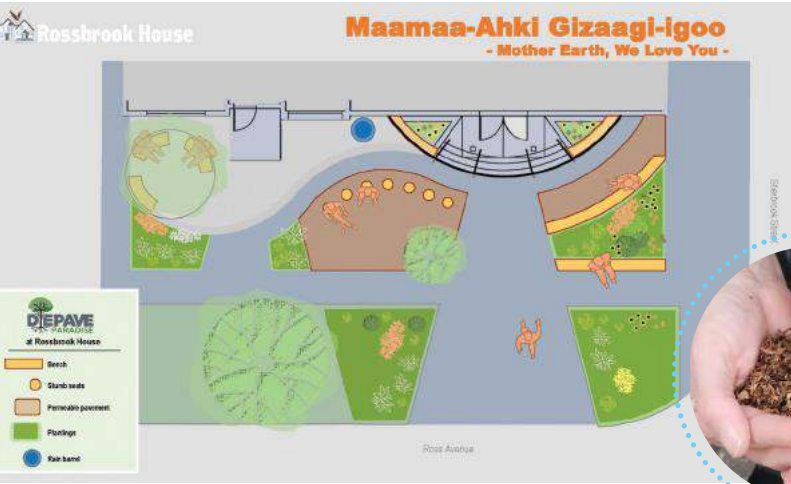 Rossbrook House
Maamaa-Ahki Gizaagi-igoo
- Mother Earth, We Love You -
Sherbrook Street
DEPAVE
PARADISE
at Rossbrook House
Bench
Stumb seats
Permeable pavement
Plantings
Rain barrel
Ross Avenue